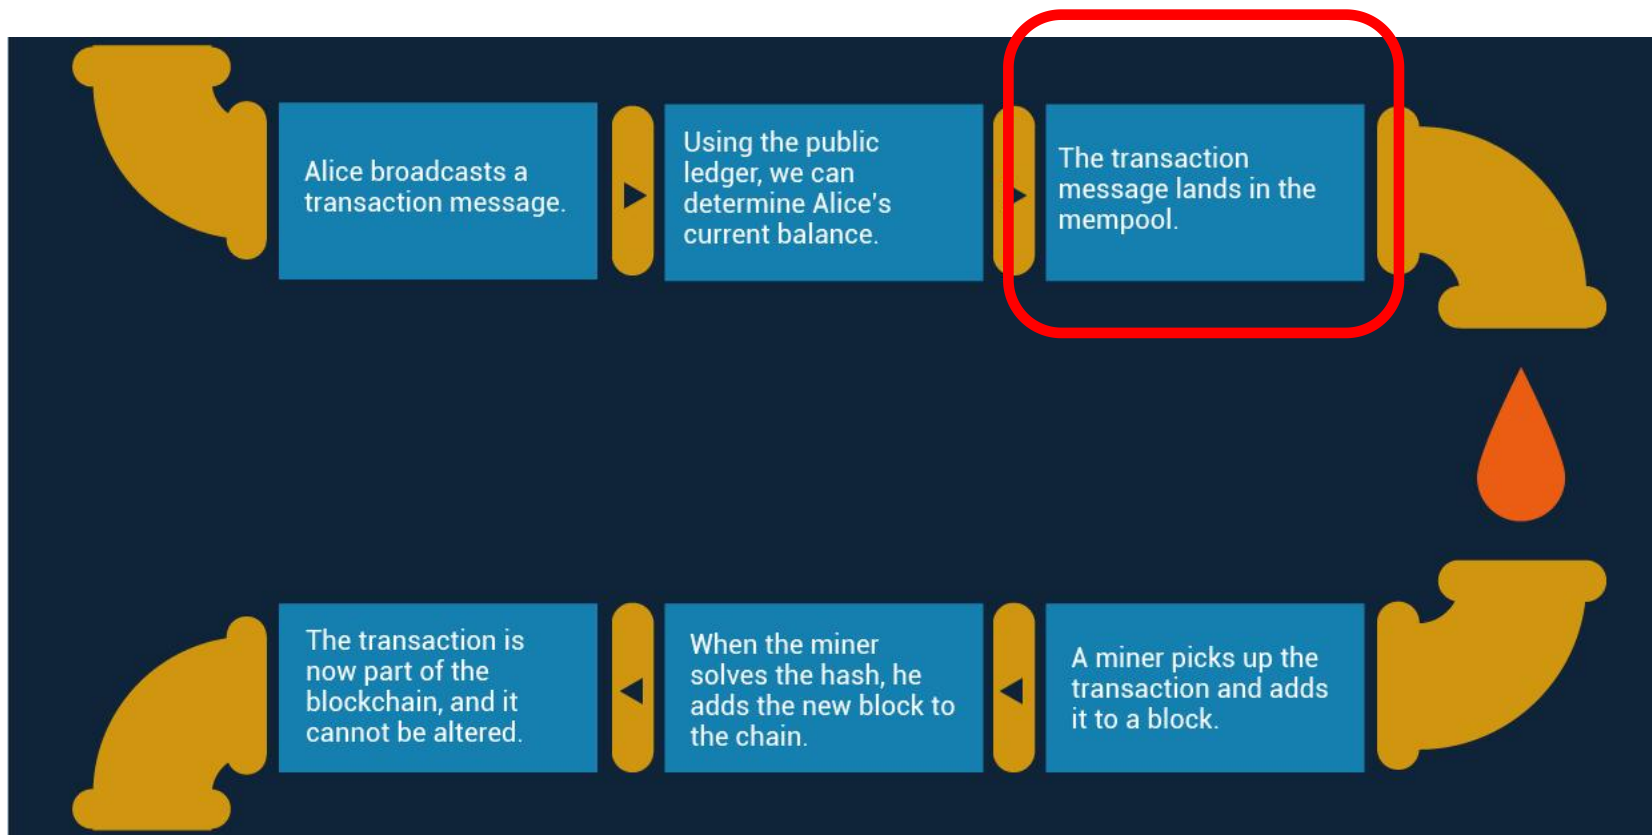 Alice broadcasts a
transaction message.
Using the public
ledger, we can
determine Alice's
current balance.
The transaction
message lands in the
mempool.
A miner picks up the
transaction and adds
it to a block.
When the miner
solves the hash, he
adds the new block to
the chain.
The transaction is
now part of the
blockchain, and it
cannot be altered.